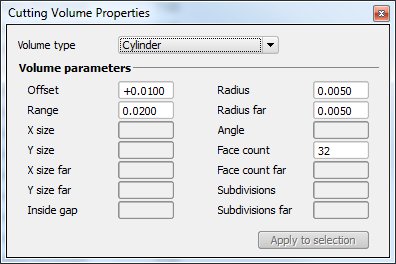 Cutting Volume Properties
Volume type Cylinder
Volume parameters
Offset +0.0100 Radius 0.0050
Range 0.0200 Radius far 0.0050
X size Angle
Y size Face count 32
X size far Face count far
Y size far Subdivisions
Inside gap Subdivisions far
Apply to selection